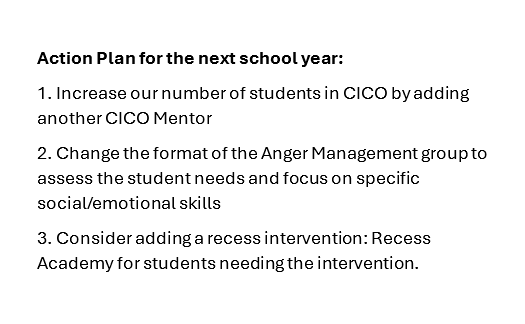 Action Plan for the next school year:
1. Increase our number of students in CICO by adding
another CICO Mentor
2. Change the format of the Anger Management group to
assess the student needs and focus on specific
social/emotional skills
3. Consider adding a recess intervention: Recess
Academy for students needing the intervention.